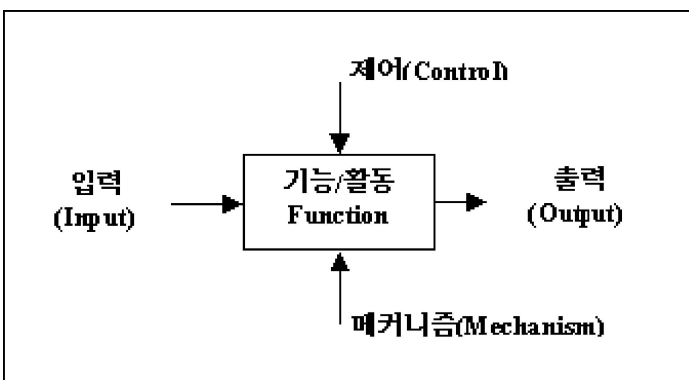 제어(Control)
입력
(Input)
기능/활동
Function
출력
(Output)
메커니즘(Mechanism)